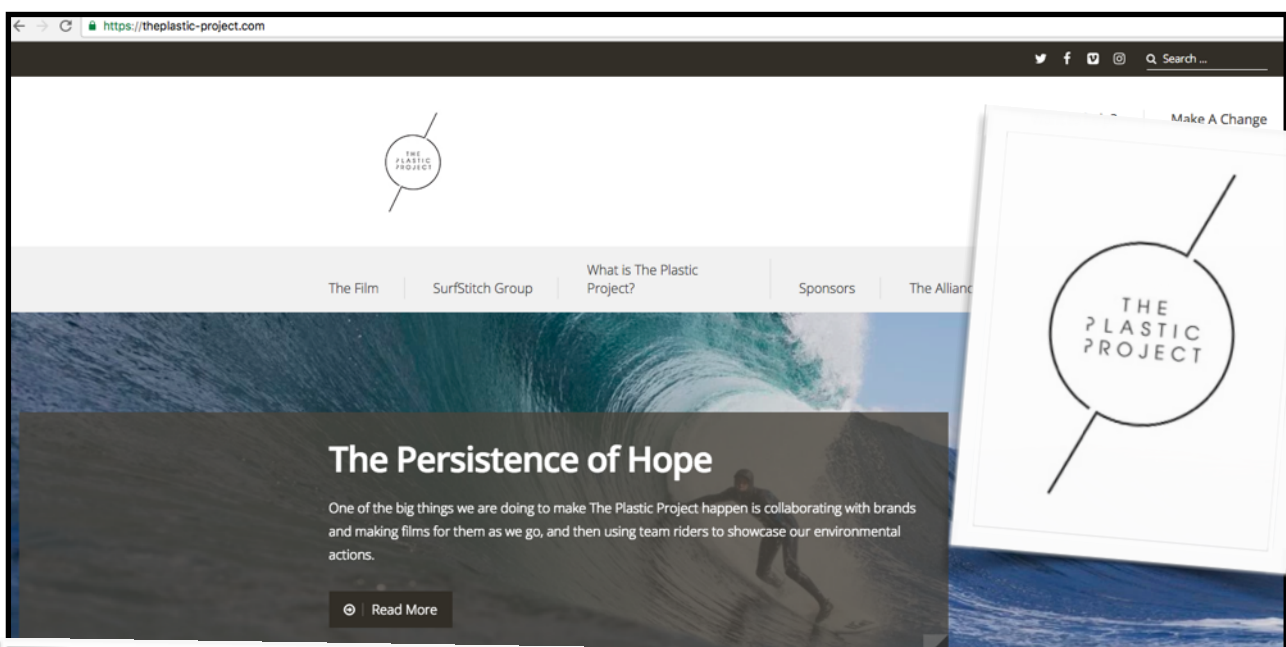 https://theplastic-project.com
Search ...
THE
PLASTIC
PROJECT
Make A Change
The Film
SurfStitch Group
What is The Plastic
Project?
Sponsors
The Allianc
THE
PLASTIC
PROJECT
The Persistence of Hope
One of the big things we are doing to make The Plastic Project happen is collaborating with brands
and making films for them as we go, and then using team riders to showcase our environmental
actions.
Read More